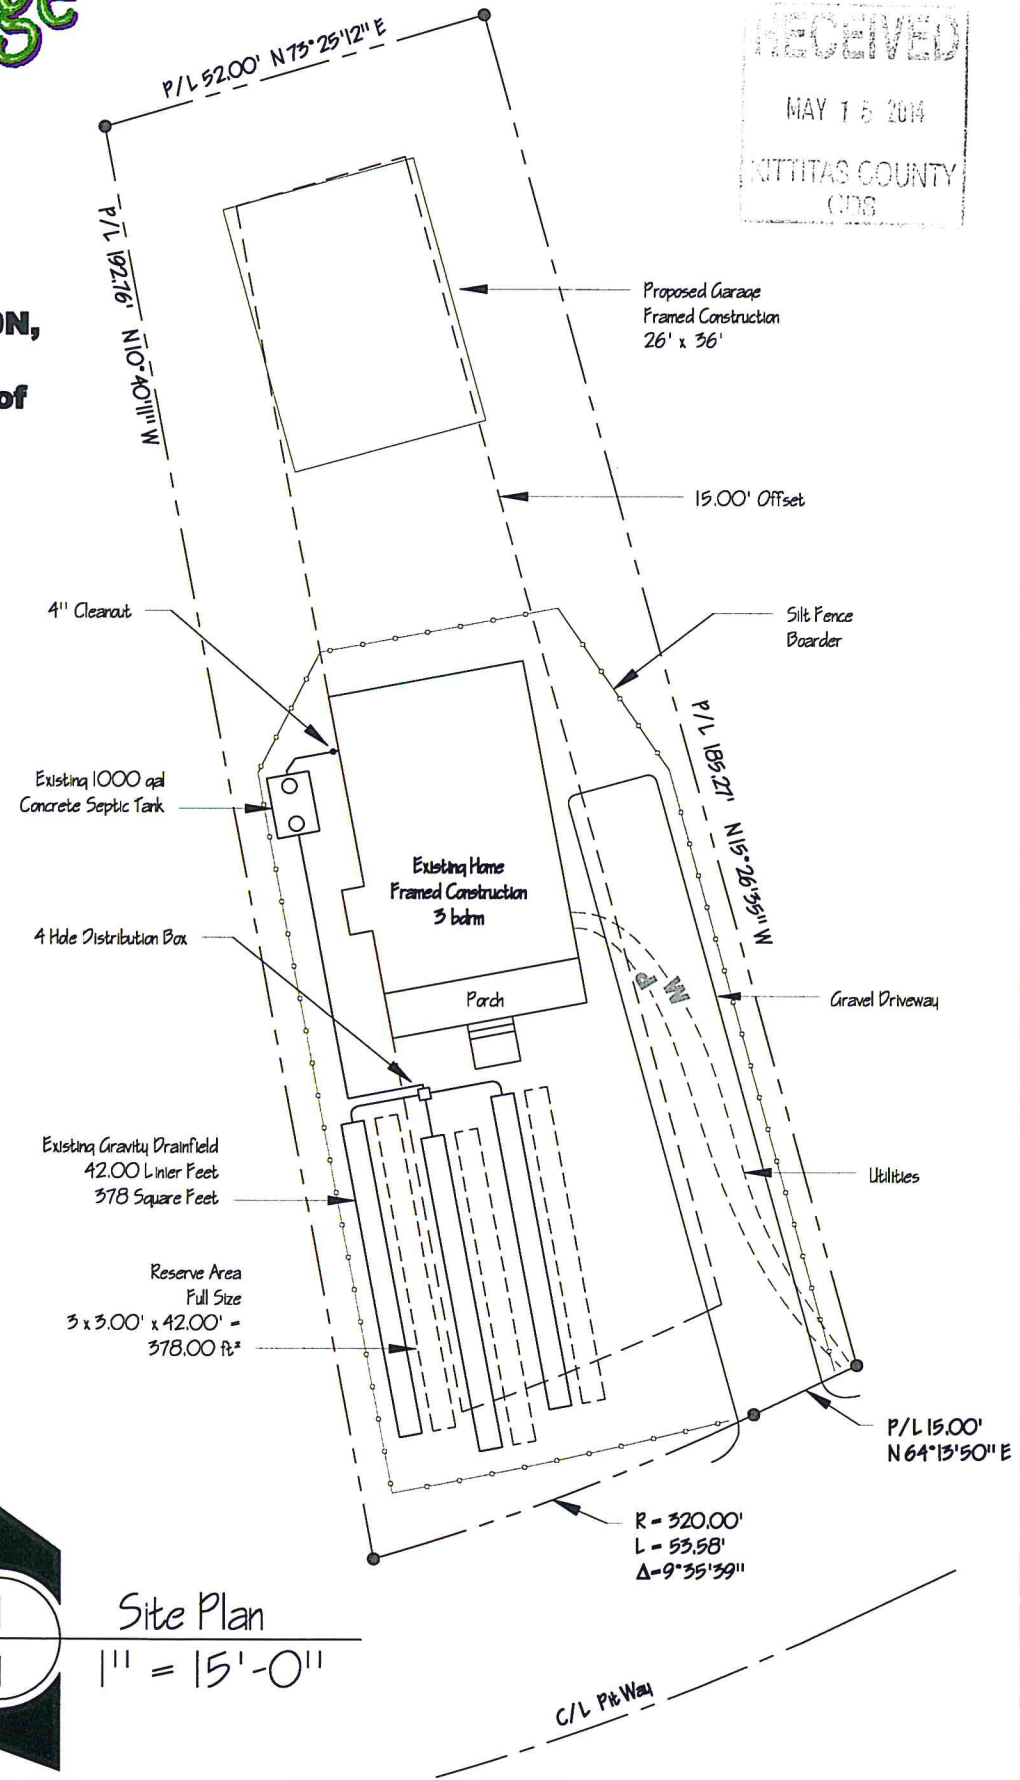 P/L 52.00' N73°25'12" E
RECEIVED
MAY 1 2014
KITTITAS COUNTY
CDS
P/L 192.76' N10°40'11" W
ON,
of
Proposed Garage
Framed Construction
26' x 36'
15.00' Offset
4" Cleanout
Silt Fence
Boarder
P/L 185.27' N15°26'35" W
Existing 1000 gal
Concrete Septic Tank
Existing Home
Framed Construction
3 bdrm
4 Hole Distribution Box
Porch
P
W
Gravel Driveway
Existing Gravity Drainfield
42.00 Linier Feet
378 Square Feet
Utilities
Reserve Area
Full Size
3 x 3.00' x 42.00' =
378.00 ft²
P/L 15.00'
N 64°13'50" E
R = 320.00'
L = 53.58'
Δ=9°35'39"
Site Plan
1" = 15'-0"
C/L Pit Way